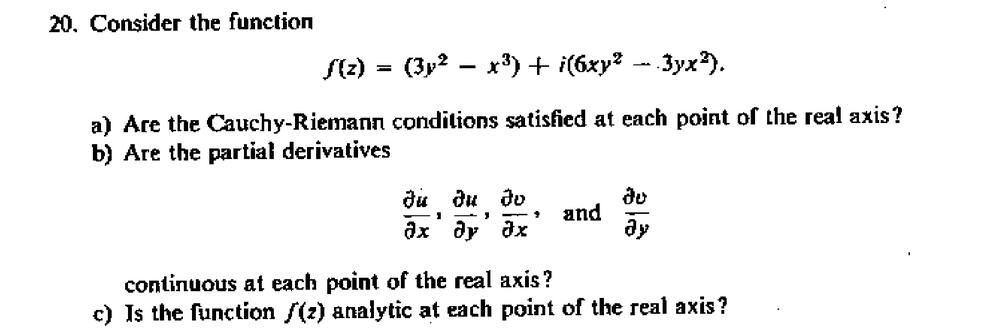 20. Consider the function
f(z) = (3y² − x³) + i(6xy² − 3yx²).
a) Are the Cauchy-Riemann conditions satisfied at each point of the real axis?
b) Are the partial derivatives
∂u/∂x, ∂u/∂y, ∂v/∂x, and ∂v/∂y
continuous at each point of the real axis?
c) Is the function f(z) analytic at each point of the real axis?